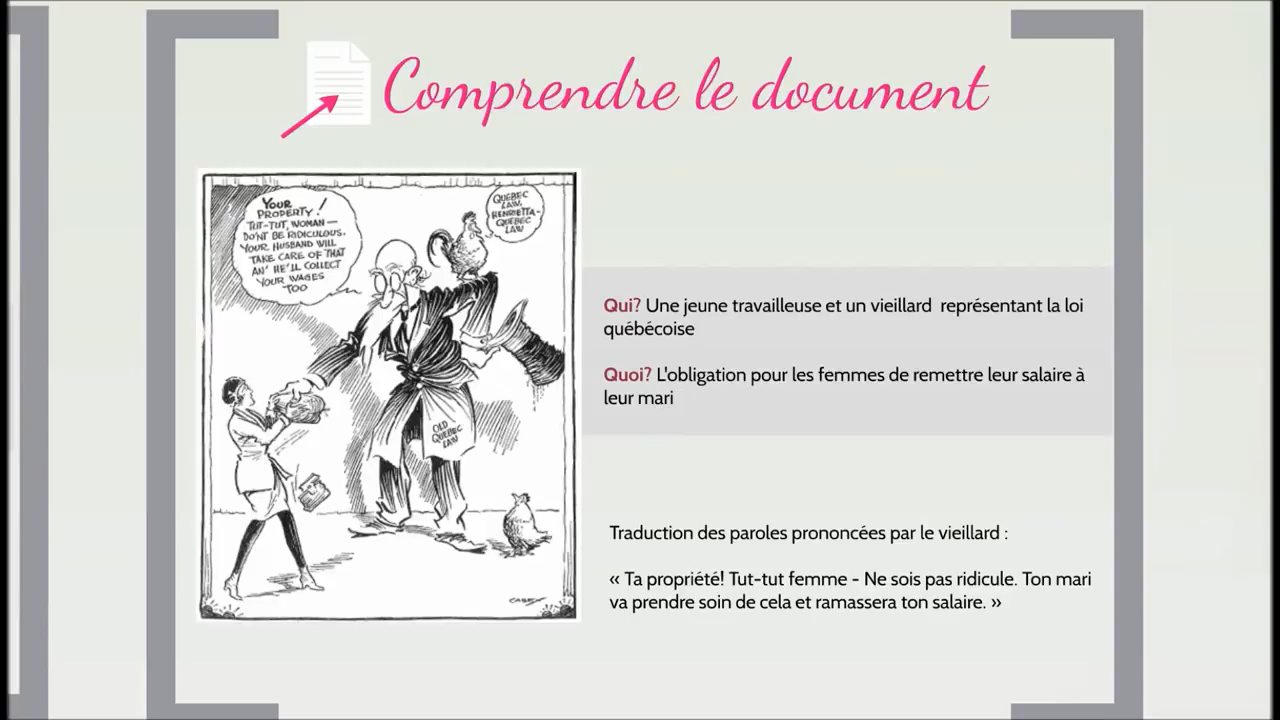 Comprendre le document
YOUR
PROPERTY!
TUT-TUT, WOMAN —
DON'T BE RIDICULOUS.
YOUR HUSBAND WILL
TAKE CARE OF THAT
AN' HE'LL COLLECT
YOUR WAGES
TOO
QUEBEC
LAW.
HENRIETTA-
QUEBEC
LAW
OLD
QUEBEC
LAW
Qui? Une jeune travailleuse et un vieillard représentant la loi
québécoise
Quoi? L'obligation pour les femmes de remettre leur salaire à
leur mari
Traduction des paroles prononcées par le vieillard :
« Ta propriété! Tut-tut femme - Ne sois pas ridicule. Ton mari
va prendre soin de cela et ramassera ton salaire. »